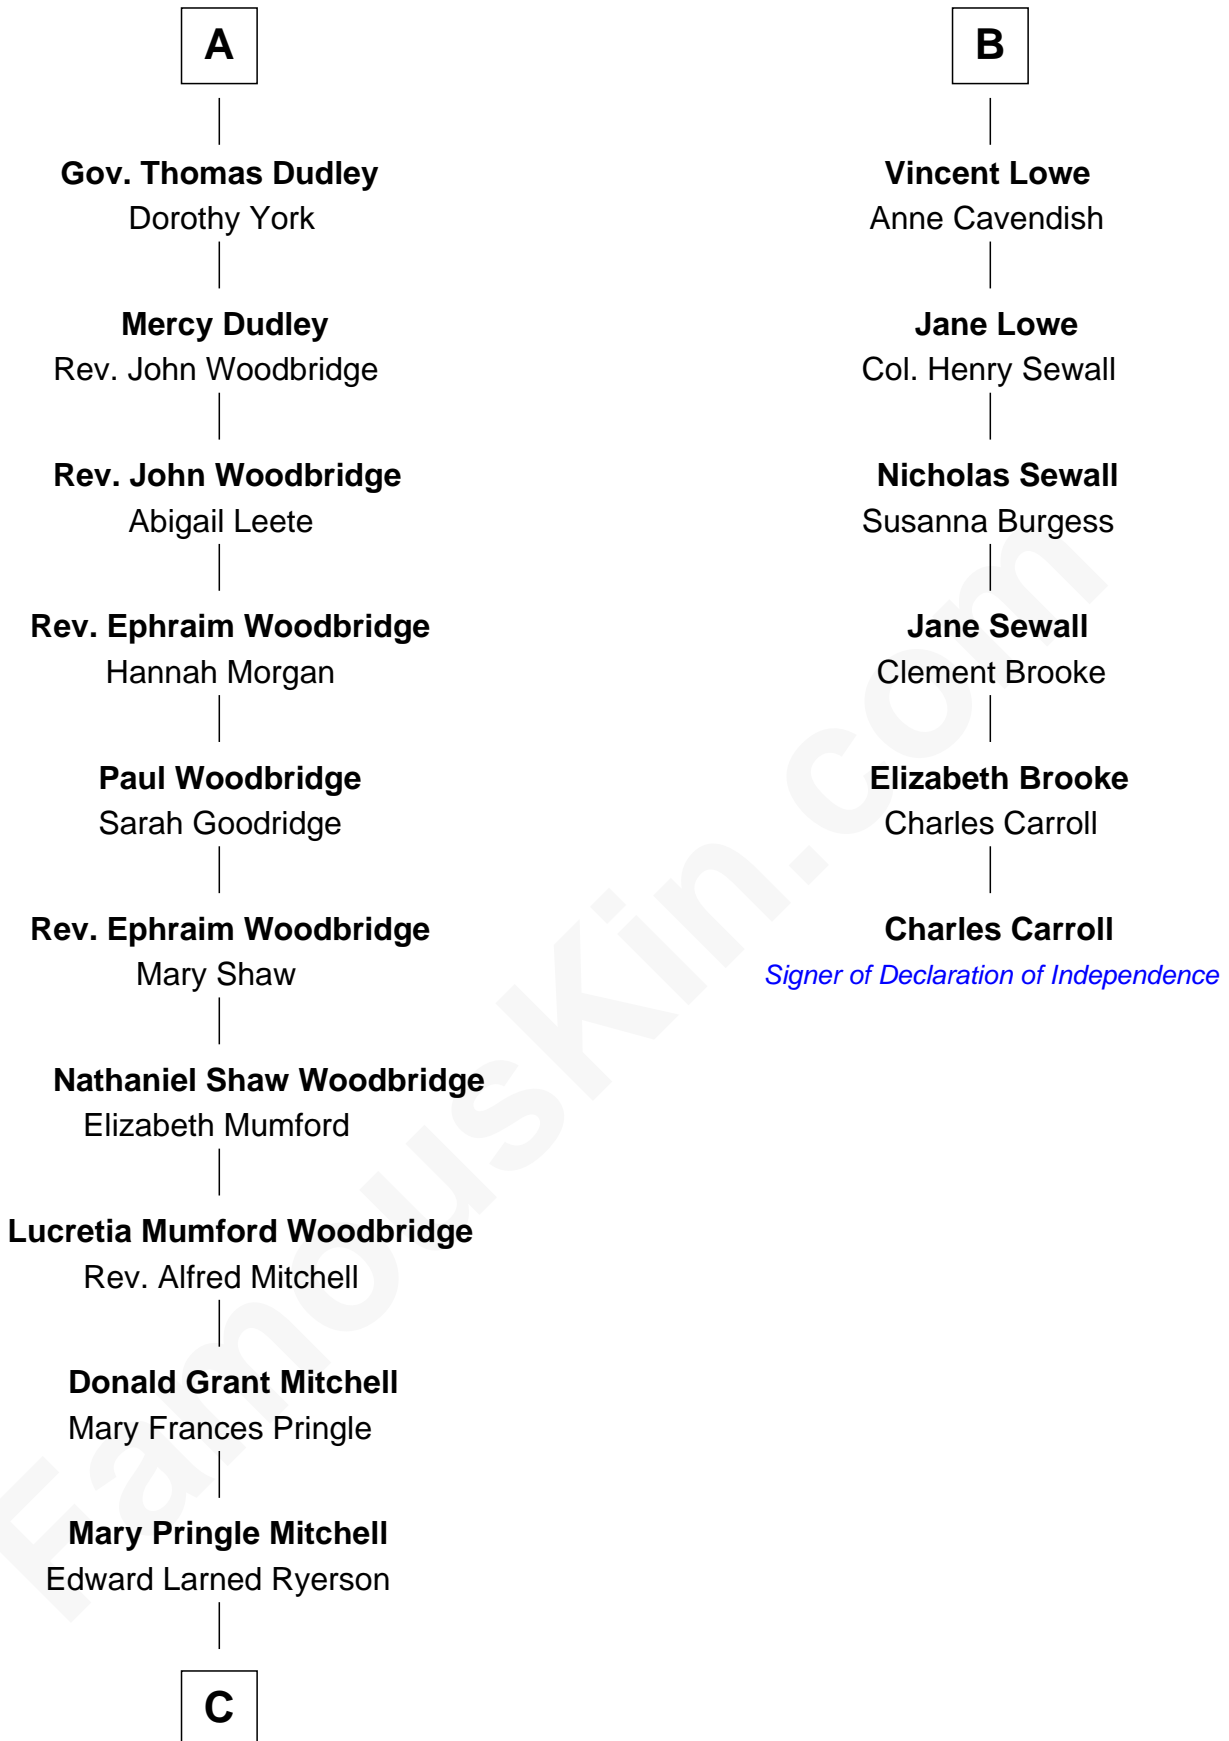 A
Gov. Thomas Dudley
Dorothy York
Mercy Dudley
Rev. John Woodbridge
Rev. John Woodbridge
Abigail Leete
Rev. Ephraim Woodbridge
Hannah Morgan
Paul Woodbridge
Sarah Goodridge
Rev. Ephraim Woodbridge
Mary Shaw
Nathaniel Shaw Woodbridge
Elizabeth Mumford
Lucretia Mumford Woodbridge
Rev. Alfred Mitchell
Donald Grant Mitchell
Mary Frances Pringle
Mary Pringle Mitchell
Edward Larned Ryerson
C
B
Vincent Lowe
Anne Cavendish
Jane Lowe
Col. Henry Sewall
Nicholas Sewall
Susanna Burgess
Jane Sewall
Clement Brooke
Elizabeth Brooke
Charles Carroll
Charles Carroll
Signer of Declaration of Independence
FamousKin.com